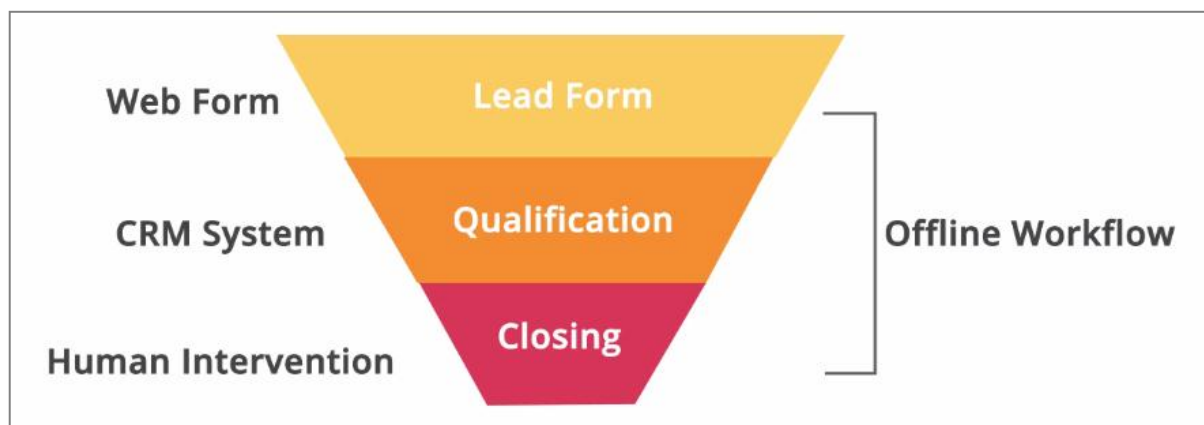 Web Form
Lead Form
CRM System
Qualification
Offline Workflow
Human Intervention
Closing